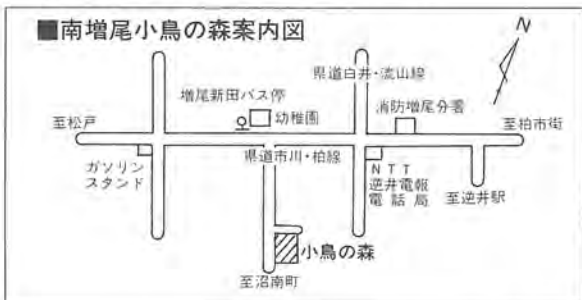 ■南増尾小鳥の森案内図
N
県道白井・流山線
増尾新田バス停
消防増尾分署
至松戸
幼稚園
至柏市街
ガソリン
スタンド
県道市川・柏線
NTT
逆井電報
電話局
至逆井駅
小鳥の森
至沼南町